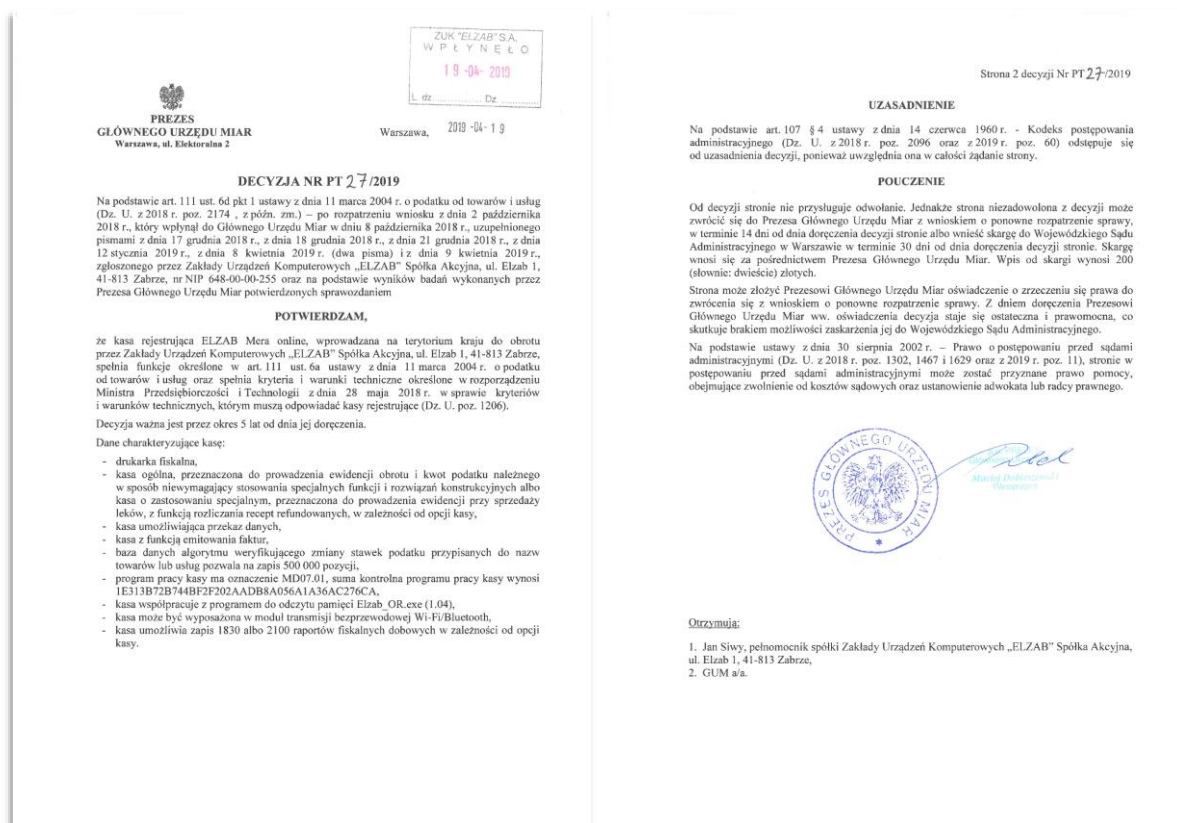 ZUK "ELZAB" S.A.
WPŁYNĘŁO
19 -04- 2019
L. dz. Dz.
PREZES
GŁÓWNEGO URZĘDU MIAR
Warszawa, ul. Elektoralna 2
Warszawa, 2019 -04- 19
DECYZJA NR PT 27/2019
Na podstawie art. 111 ust. 6d pkt 1 ustawy z dnia 11 marca 2004 r. o podatku od towarów i usług
(Dz. U. z 2018 r. poz. 2174 , z późn. zm.) – po rozpatrzeniu wniosku z dnia 2 października
2018 r., który wpłynął do Głównego Urzędu Miar w dniu 8 października 2018 r., uzupełnionego
pismami z dnia 17 grudnia 2018 r., z dnia 18 grudnia 2018 r., z dnia 21 grudnia 2018 r., z dnia
12 stycznia 2019 r., z dnia 8 kwietnia 2019 r. (dwa pisma) i z dnia 9 kwietnia 2019 r.,
zgłoszonego przez Zakłady Urządzeń Komputerowych „ELZAB” Spółka Akcyjna, ul. Elzab 1,
41-813 Zabrze, nr NIP 648-00-00-255 oraz na podstawie wyników badań wykonanych przez
Prezesa Głównego Urzędu Miar potwierdzonych sprawozdaniem
POTWIERDZAM,
że kasa rejestrująca ELZAB Mera online, wprowadzana na terytorium kraju do obrotu
przez Zakłady Urządzeń Komputerowych „ELZAB” Spółka Akcyjna, ul. Elzab 1, 41-813 Zabrze,
spełnia funkcje określone w art. 111 ust. 6a ustawy z dnia 11 marca 2004 r. o podatku
od towarów i usług oraz spełnia kryteria i warunki techniczne określone w rozporządzeniu
Ministra Przedsiębiorczości i Technologii z dnia 28 maja 2018 r. w sprawie kryteriów
i warunków technicznych, którym muszą odpowiadać kasy rejestrujące (Dz. U. poz. 1206).
Decyzja ważna jest przez okres 5 lat od dnia jej doręczenia.
Dane charakteryzujące kasę:
- drukarka fiskalna,
- kasa ogólna, przeznaczona do prowadzenia ewidencji obrotu i kwot podatku należnego
w sposób niewymagający stosowania specjalnych funkcji i rozwiązań konstrukcyjnych albo
kasa o zastosowaniu specjalnym, przeznaczona do prowadzenia ewidencji przy sprzedaży
leków, z funkcją rozliczania recept refundowanych, w zależności od opcji kasy,
- kasa umożliwiająca przekaz danych,
- kasa z funkcją emitowania faktur,
- baza danych algorytmu weryfikującego zmiany stawek podatku przypisanych do nazw
towarów lub usług pozwala na zapis 500 000 pozycji,
- program pracy kasy ma oznaczenie MD07.01, suma kontrolna programu pracy kasy wynosi
1E313B72B744BF2F202AADB8A056A1A36AC276CA,
- kasa współpracuje z programem do odczytu pamięci Elzab_OR.exe (1.04),
- kasa może być wyposażona w moduł transmisji bezprzewodowej Wi-Fi/Bluetooth,
- kasa umożliwia zapis 1830 albo 2100 raportów fiskalnych dobowych w zależności od opcji
kasy.
Strona 2 decyzji Nr PT 27/2019
UZASADNIENIE
Na podstawie art. 107 § 4 ustawy z dnia 14 czerwca 1960 r. - Kodeks postępowania
administracyjnego (Dz. U. z 2018 r. poz. 2096 oraz z 2019 r. poz. 60) odstępuje się
od uzasadnienia decyzji, ponieważ uwzględnia ona w całości żądanie strony.
POUCZENIE
Od decyzji stronie nie przysługuje odwołanie. Jednakże strona niezadowolona z decyzji może
zwrócić się do Prezesa Głównego Urzędu Miar z wnioskiem o ponowne rozpatrzenie sprawy,
w terminie 14 dni od dnia doręczenia decyzji stronie albo wnieść skargę do Wojewódzkiego Sądu
Administracyjnego w Warszawie w terminie 30 dni od dnia doręczenia decyzji stronie. Skargę
wnosi się za pośrednictwem Prezesa Głównego Urzędu Miar. Wpis od skargi wynosi 200
(słownie: dwieście) złotych.
Strona może złożyć Prezesowi Głównego Urzędu Miar oświadczenie o zrzeczeniu się prawa do
zwrócenia się z wnioskiem o ponowne rozpatrzenie sprawy. Z dniem doręczenia Prezesowi
Głównego Urzędu Miar ww. oświadczenia decyzja staje się ostateczna i prawomocna, co
skutkuje brakiem możliwości zaskarżenia jej do Wojewódzkiego Sądu Administracyjnego.
Na podstawie ustawy z dnia 30 sierpnia 2002 r. – Prawo o postępowaniu przed sądami
administracyjnymi (Dz. U. z 2018 r. poz. 1302, 1467 i 1629 oraz z 2019 r. poz. 11), stronie w
postępowaniu przed sądami administracyjnymi może zostać przyznane prawo pomocy,
obejmujące zwolnienie od kosztów sądowych oraz ustanowienie adwokata lub radcy prawnego.
PREZES GŁÓWNEGO URZĘDU MIAR
Maciej
Otrzymują:
1. Jan Siwy, pełnomocnik spółki Zakłady Urządzeń Komputerowych „ELZAB” Spółka Akcyjna,
ul. Elzab 1, 41-813 Zabrze,
2. GUM a/a.